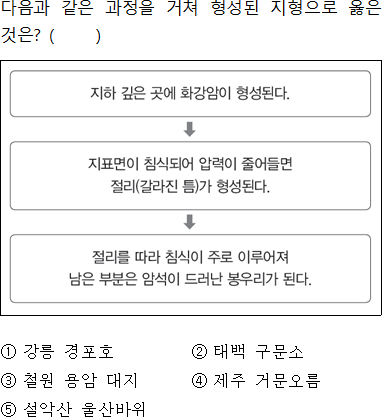 다음과 같은 과정을 거쳐 형성된 지형으로 옳은
것은? (    )
지하 깊은 곳에 화강암이 형성된다.
지표면이 침식되어 압력이 줄어들면
절리(갈라진 틈)가 형성된다.
절리를 따라 침식이 주로 이루어져
남은 부분은 암석이 드러난 봉우리가 된다.
① 강릉 경포호 ② 태백 구문소
③ 철원 용암 대지 ④ 제주 거문오름
⑤ 설악산 울산바위